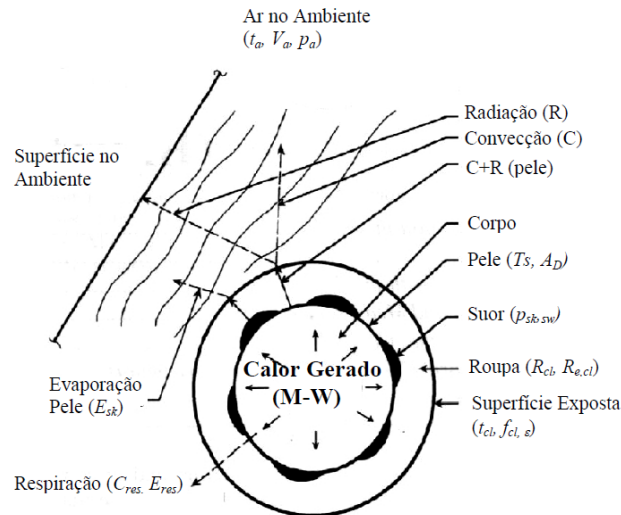 Ar no Ambiente
(ta, Va, pa)
Radiação (R)
Convecção (C)
C+R (pele)
Superfície no
Ambiente
Corpo
Pele (Ts, AD)
Suor (psk,sw)
Roupa (Rcl, Re,cl)
Superfície Exposta
(tcl, fcl, ε)
Calor Gerado
(M-W)
Evaporação
Pele (Esk)
Respiração (Cres. Eres)